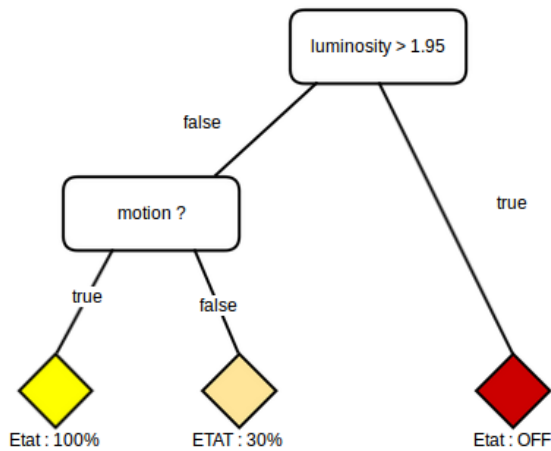 luminosity > 1.95
false
motion ?
true
true
false
Etat : 100%
ETAT : 30%
Etat : OFF